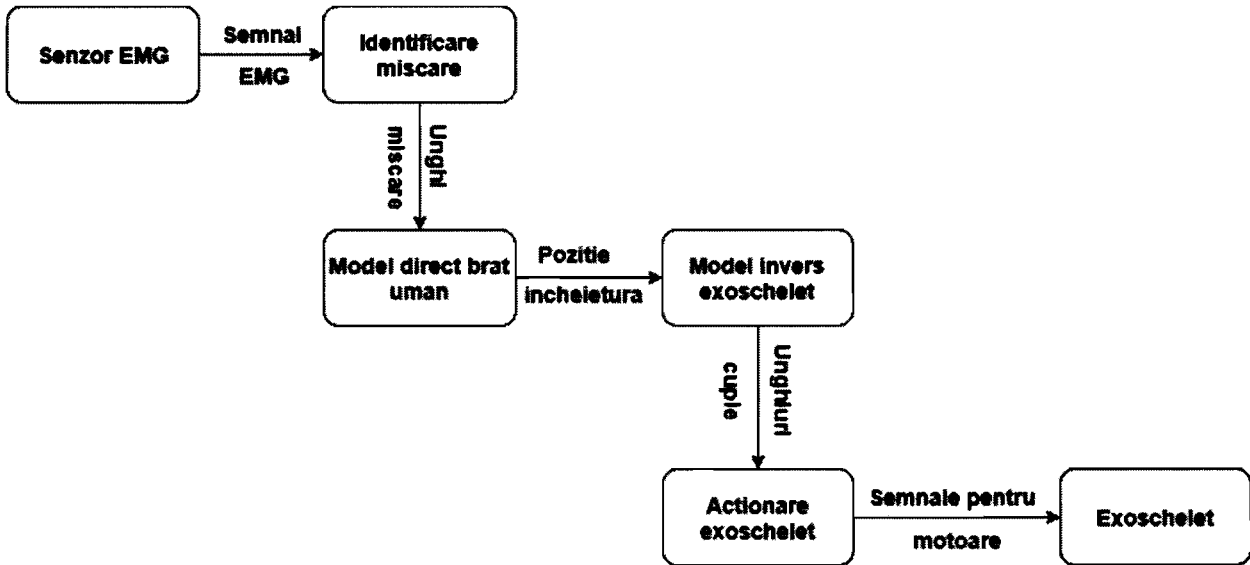 Senzor EMG
Semnal
EMG
Identificare
miscare
Unghi
miscare
Model direct brat
uman
Pozitie
incheietura
Model invers
exoschelet
Unghiuri
cuple
Actionare
exoschelet
Semnale pentru
motoare
Exoschelet